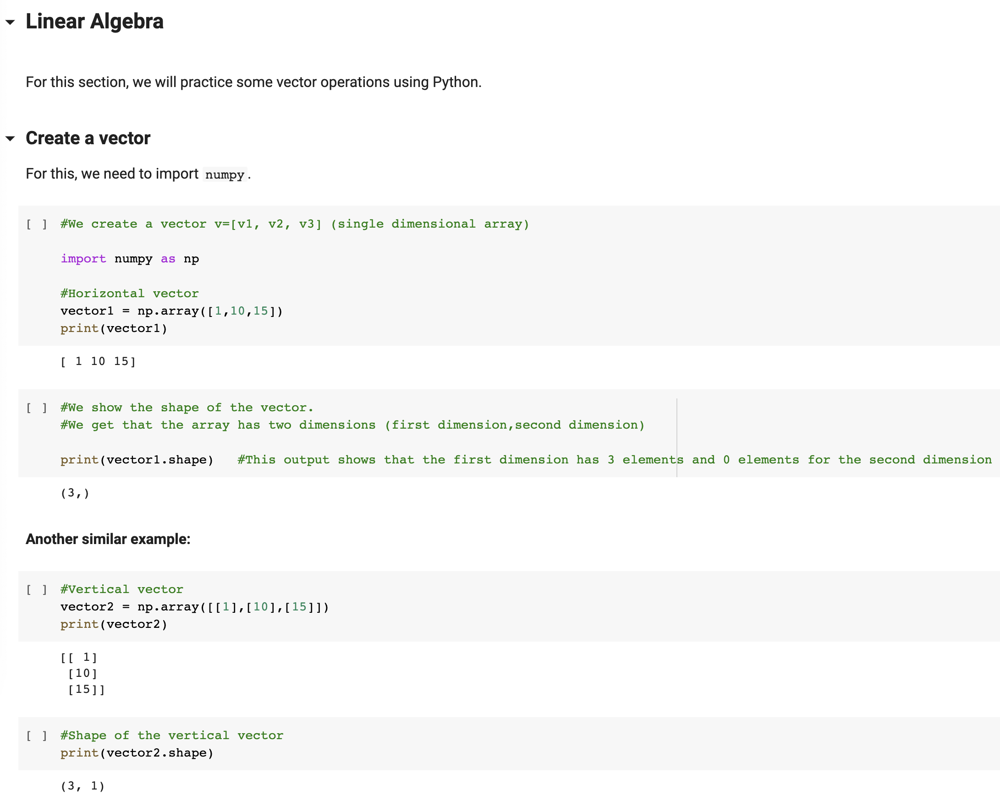 Linear Algebra
For this section, we will practice some vector operations using Python.
Create a vector
For this, we need to import numpy.
[ ] #We create a vector v=[v1, v2, v3] (single dimensional array)
import numpy as np
#Horizontal vector
vector1 = np.array([1,10,15])
print(vector1)
[ 1 10 15]
[ ] #We show the shape of the vector.
#We get that the array has two dimensions (first dimension,second dimension)
print(vector1.shape)   #This output shows that the first dimension has 3 elements and 0 elements for the second dimension
(3,)
Another similar example:
[ ] #Vertical vector
vector2 = np.array([[1],[10],[15]])
print(vector2)
[[ 1]
 [10]
 [15]]
[ ] #Shape of the vertical vector
print(vector2.shape)
(3, 1)